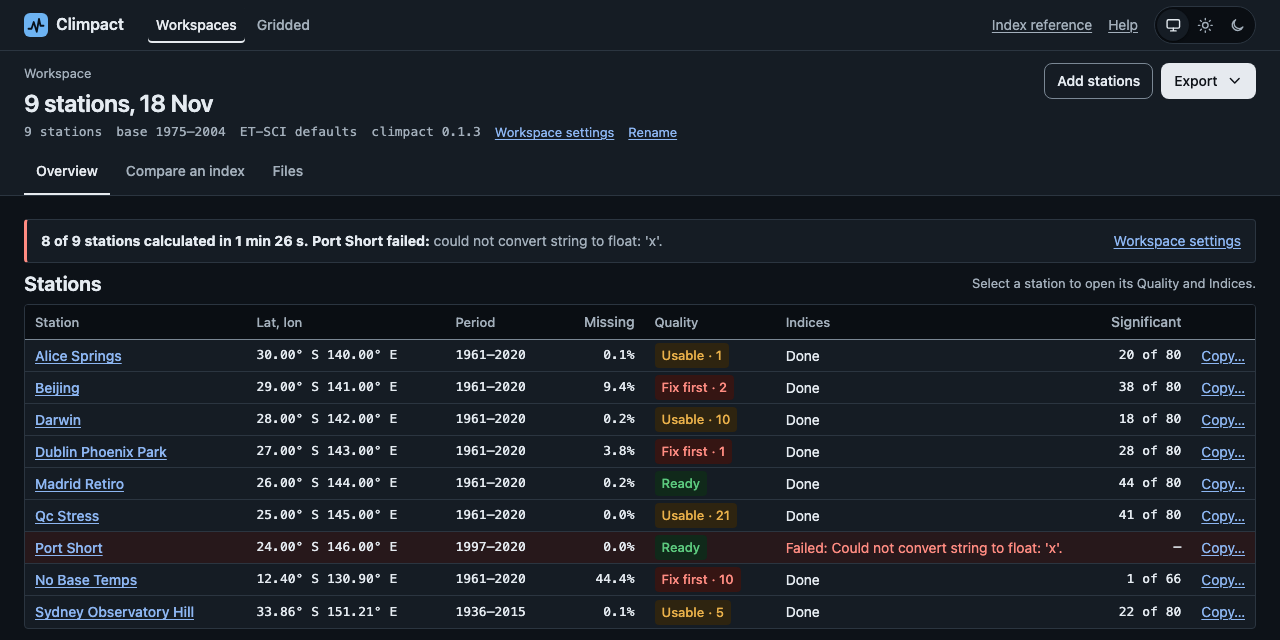 Climpact Workspaces Gridded Index reference Help
Workspace
9 stations, 18 Nov
Add stations Export
9 stations base 1975–2004 ET-SCI defaults climpact 0.1.3 Workspace settings Rename
Overview Compare an index Files
8 of 9 stations calculated in 1 min 26 s. Port Short failed: could not convert string to float: 'x'. Workspace settings
Stations Select a station to open its Quality and Indices.
Station Lat, lon Period Missing Quality Indices Significant
Alice Springs 30.00° S 140.00° E 1961–2020 0.1% Usable · 1 Done 20 of 80 Copy…
Beijing 29.00° S 141.00° E 1961–2020 9.4% Fix first · 2 Done 38 of 80 Copy…
Darwin 28.00° S 142.00° E 1961–2020 0.2% Usable · 10 Done 18 of 80 Copy…
Dublin Phoenix Park 27.00° S 143.00° E 1961–2020 3.8% Fix first · 1 Done 28 of 80 Copy…
Madrid Retiro 26.00° S 144.00° E 1961–2020 0.2% Ready Done 44 of 80 Copy…
Qc Stress 25.00° S 145.00° E 1961–2020 0.0% Usable · 21 Done 41 of 80 Copy…
Port Short 24.00° S 146.00° E 1997–2020 0.0% Ready Failed: Could not convert string to float: 'x'. – Copy…
No Base Temps 12.40° S 130.90° E 1961–2020 44.4% Fix first · 10 Done 1 of 66 Copy…
Sydney Observatory Hill 33.86° S 151.21° E 1936–2015 0.1% Usable · 5 Done 22 of 80 Copy…